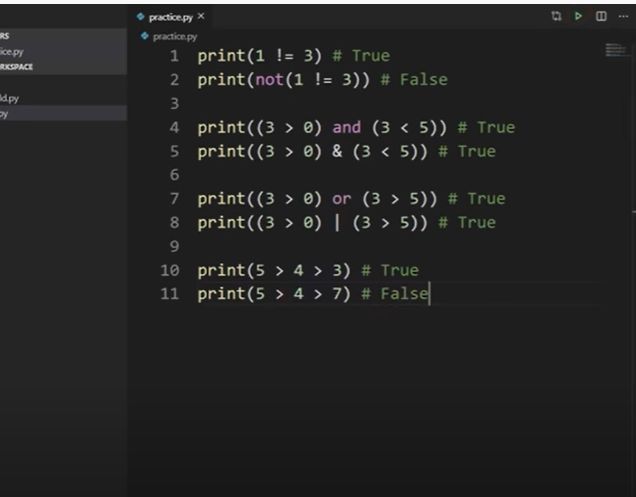 practice.py ×
RS
practice.py
ice.py
RKSPACE
ld.py
py
1 print(1 != 3) # True
2 print(not(1 != 3)) # False
3
4 print((3 > 0) and (3 < 5)) # True
5 print((3 > 0) & (3 < 5)) # True
6
7 print((3 > 0) or (3 > 5)) # True
8 print((3 > 0) | (3 > 5)) # True
9
10 print(5 > 4 > 3) # True
11 print(5 > 4 > 7) # False